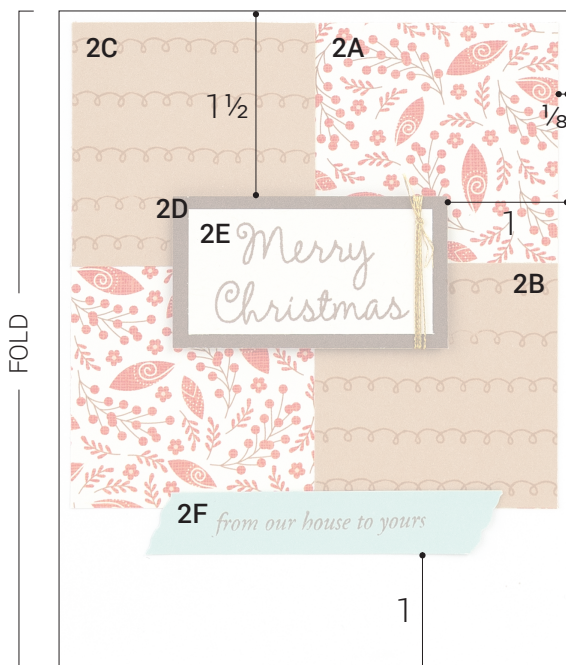 2C
2A
1½
⅛
2D
1
2E
Merry
Christmas
2B
FOLD
2F
from our house to yours
1